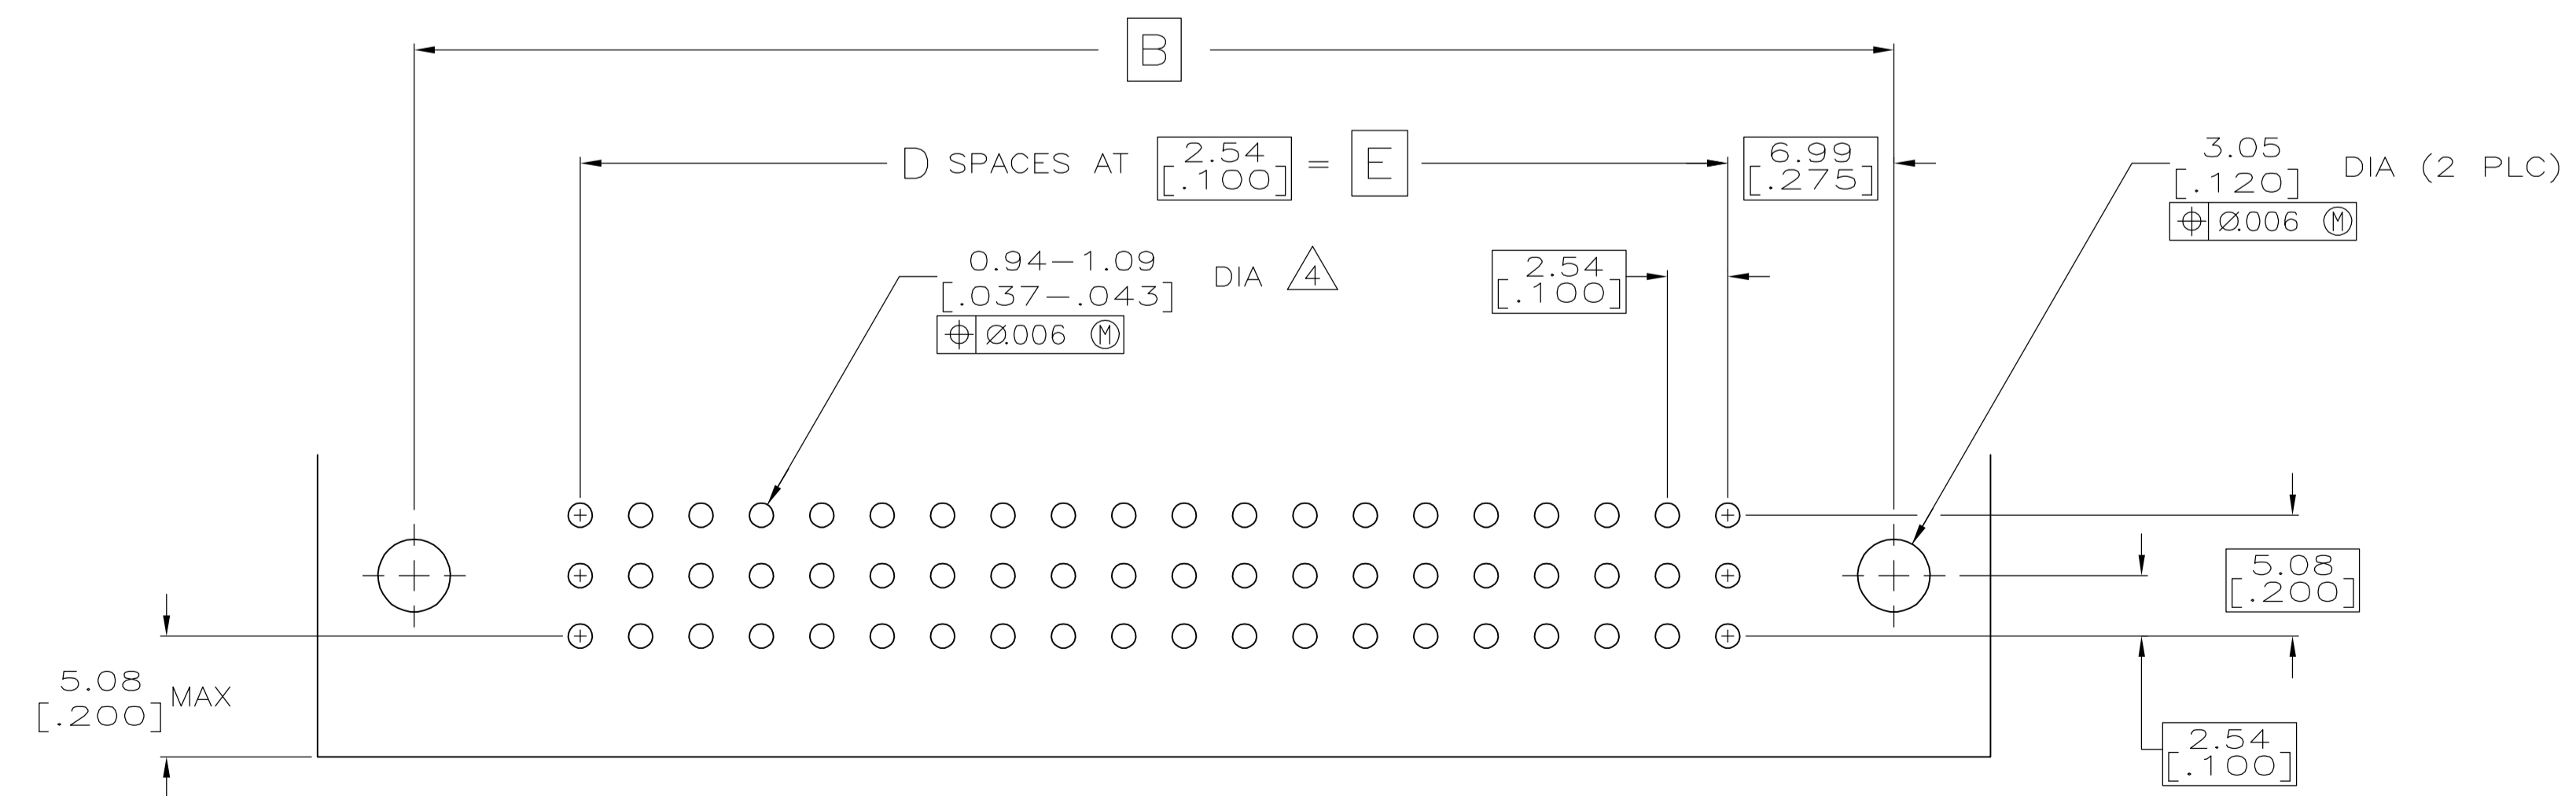 B
D SPACES AT 2.54 [.100] = E
6.99
[.275]
3.05
[.120]
DIA (2 PLC)
⌖ Ø.006 Ⓜ
0.94-1.09
[.037-.043]
DIA 4
⌖ Ø.006 Ⓜ
2.54
[.100]
5.08
[.200]
5.08
[.200]
MAX
2.54
[.100]